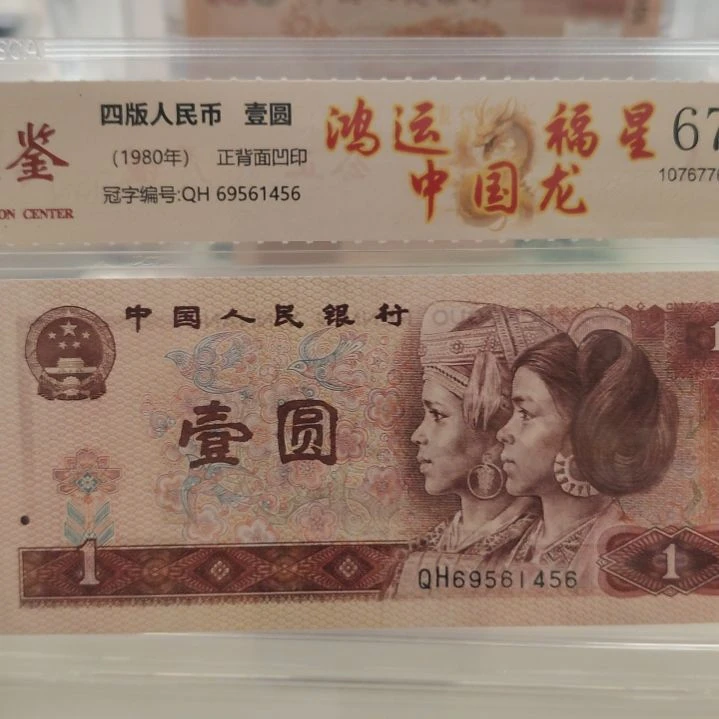 鉴
ON CENTER
四版人民币 壹圆
(1980年) 正背面凹印
冠字编号:QH 69561456
鸿运 福星
中国龙
67
中国人民银行
壹圆
1
QH69561456
1
1